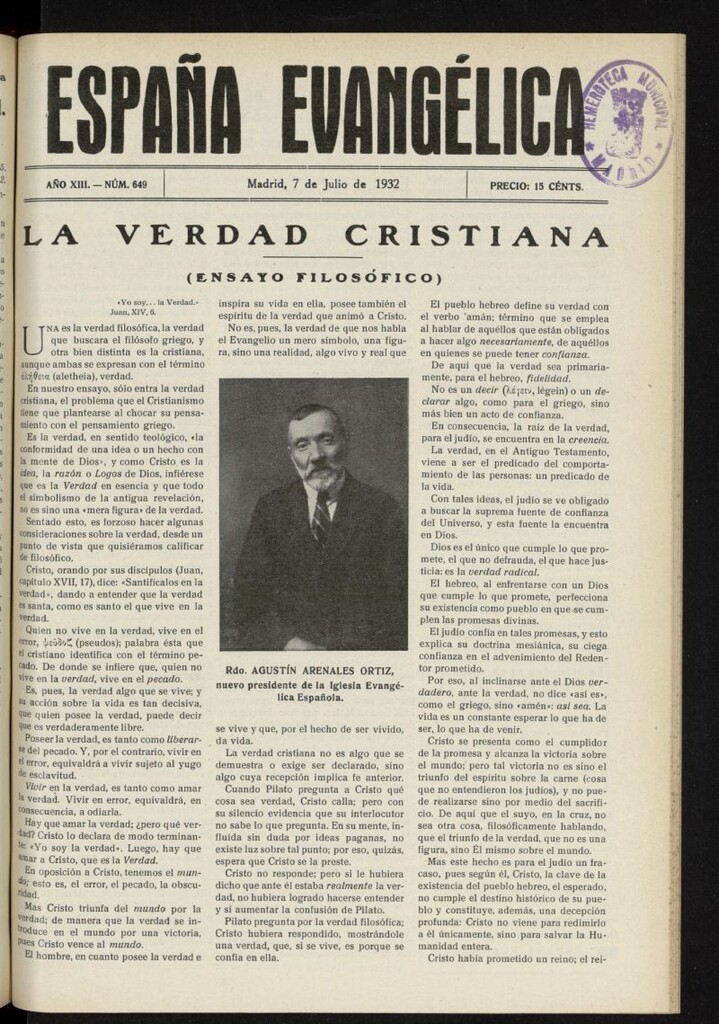 ESPAÑA EVANGÉLICA
HEMEROTECA MUNICIPAL
MADRID
AÑO XIII. — NÚM. 649
Madrid, 7 de Julio de 1932
PRECIO: 15 CÉNTS.
LA VERDAD CRISTIANA
(ENSAYO FILOSÓFICO)
«Yo soy... la Verdad.»
Juan, XIV, 6.
UNA es la verdad filosófica, la verdad
que buscara el filósofo griego, y
otra bien distinta es la cristiana,
aunque ambas se expresan con el término
(aletheia), verdad.
En nuestro ensayo, sólo entra la verdad
cristiana, el problema que el Cristianismo
tiene que plantearse al chocar su pensa-
miento con el pensamiento griego.
Es la verdad, en sentido teológico, «la
conformidad de una idea o un hecho con
la mente de Dios», y como Cristo es la
idea, la razón o Logos de Dios, infiérese
que es la Verdad en esencia y que todo
el simbolismo de la antigua revelación,
no es sino una «mera figura» de la verdad.
Sentado esto, es forzoso hacer algunas
consideraciones sobre la verdad, desde un
punto de vista que quisiéramos calificar
de filosófico.
Cristo, orando por sus discípulos (Juan,
capítulo XVII, 17), dice: «Santifícalos en la
verdad», dando a entender que la verdad
es santa, como es santo el que vive en la
verdad.
Quien no vive en la verdad, vive en el
error, (pseudos); palabra ésta que
el cristiano identifica con el término pe-
cado. De donde se infiere que, quien no
vive en la verdad, vive en el pecado.
Es, pues, la verdad algo que se vive; y
su acción sobre la vida es tan decisiva,
que quien posee la verdad, puede decir
que es verdaderamente libre.
Poseer la verdad, es tanto como liberar-
se del pecado. Y, por el contrario, vivir en
el error, equivaldrá a vivir sujeto al yugo
de esclavitud.
Vivir en la verdad, es tanto como amar
la verdad. Vivir en error, equivaldrá, en
consecuencia, a odiarla.
Hay que amar la verdad; ¿pero qué ver-
dad? Cristo lo declara de modo terminan-
te: «Yo soy la verdad». Luego, hay que
amar a Cristo, que es la Verdad.
En oposición a Cristo, tenemos el mun-
do; esto es, el error, el pecado, la obscu-
ridad.
Mas Cristo triunfa del mundo por la
verdad; de manera que la verdad se in-
troduce en el mundo por una victoria,
pues Cristo vence al mundo.
El hombre, en cuanto posee la verdad e
inspira su vida en ella, posee también el
espíritu de la verdad que animó a Cristo.
No es, pues, la verdad de que nos habla
el Evangelio un mero símbolo, una figu-
ra, sino una realidad, algo vivo y real que
Rdo. AGUSTÍN ARENALES ORTIZ,
nuevo presidente de la Iglesia Evangé-
lica Española.
se vive y que, por el hecho de ser vivido,
da vida.
La verdad cristiana no es algo que se
demuestra o exige ser declarado, sino
algo cuya recepción implica fe anterior.
Cuando Pilato pregunta a Cristo qué
cosa sea verdad, Cristo calla; pero con
su silencio evidencia que su interlocutor
no sabe lo que pregunta. En su mente, in-
fluída sin duda por ideas paganas, no
existe luz sobre tal punto; por eso, quizás,
espera que Cristo se la preste.
Cristo no responde; pero si le hubiera
dicho que ante él estaba realmente la ver-
dad, no hubiera logrado hacerse entender
y sí aumentar la confusión de Pilato.
Pilato pregunta por la verdad filosófica;
Cristo hubiera respondido, mostrándole
una verdad, que, si se vive, es porque se
confía en ella.
El pueblo hebreo define su verdad con
el verbo 'amán; término que se emplea
al hablar de aquéllos que están obligados
a hacer algo necesariamente, de aquéllos
en quienes se puede tener confianza.
De aquí que la verdad sea primaria-
mente, para el hebreo, fidelidad.
No es un decir (λέγειν, légein) o un de-
clarar algo, como para el griego, sino
más bien un acto de confianza.
En consecuencia, la raíz de la verdad,
para el judío, se encuentra en la creencia.
La verdad, en el Antiguo Testamento,
viene a ser el predicado del comporta-
miento de las personas: un predicado de
la vida.
Con tales ideas, el judío se ve obligado
a buscar la suprema fuente de confianza
del Universo, y esta fuente la encuentra
en Dios.
Dios es el único que cumple lo que pro-
mete, el que no defrauda, el que hace jus-
ticia: es la verdad radical.
El hebreo, al enfrentarse con un Dios
que cumple lo que promete, perfecciona
su existencia como pueblo en que se cum-
plen las promesas divinas.
El judío confía en tales promesas, y esto
explica su doctrina mesiánica, su ciega
confianza en el advenimiento del Reden-
tor prometido.
Por eso, al inclinarse ante el Dios ver-
dadero, ante la verdad, no dice «así es»,
como el griego, sino «amén»: así sea. La
vida es un constante esperar lo que ha de
ser, lo que ha de venir.
Cristo se presenta como el cumplidor
de la promesa y alcanza la victoria sobre
el mundo; pero tal victoria no es sino el
triunfo del espíritu sobre la carne (cosa
que no entendieron los judíos), y no pue-
de realizarse sino por medio del sacrifi-
cio. De aquí que el suyo, en la cruz, no
sea otra cosa, filosóficamente hablando,
que el triunfo de la verdad, que no es una
figura, sino Él mismo sobre el mundo.
Mas este hecho es para el judío un fra-
caso, pues según él, Cristo, la clave de la
existencia del pueblo hebreo, el esperado,
no cumple el destino histórico de su pue-
blo y constituye, además, una decepción
profunda: Cristo no viene para redimirlo
a él únicamente, sino para salvar la Hu-
manidad entera.
Cristo había prometido un reino; el rei-